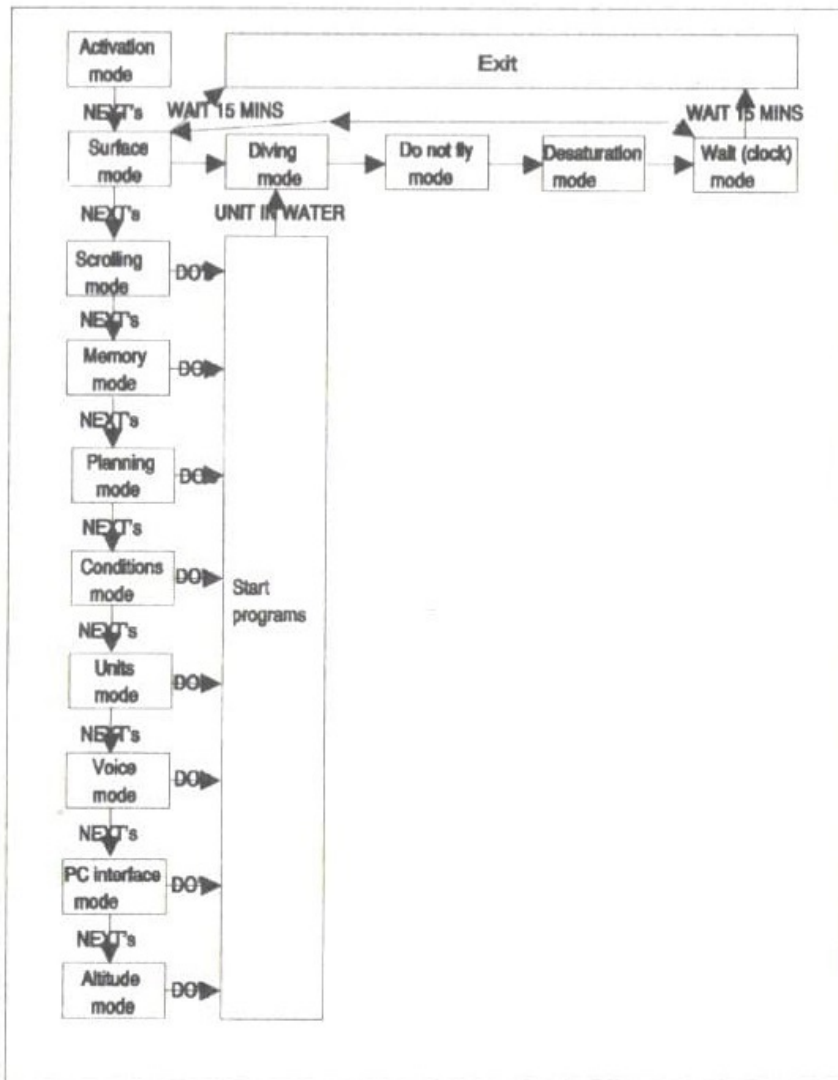 Activation
mode
Exit
NEXT's
WAIT 15 MINS
WAIT 15 MINS
Surface
mode
Diving
mode
Do not fly
mode
Desaturation
mode
Wait (clock)
mode
NEXT's
UNIT IN WATER
Scrolling
mode
DO's
NEXT's
Memory
mode
DO's
NEXT's
Planning
mode
DO's
NEXT's
Conditions
mode
DO's
Start
programs
NEXT's
Units
mode
DO's
NEXT's
Voice
mode
DO's
NEXT's
PC interface
mode
DO's
NEXT's
Altitude
mode
DO's